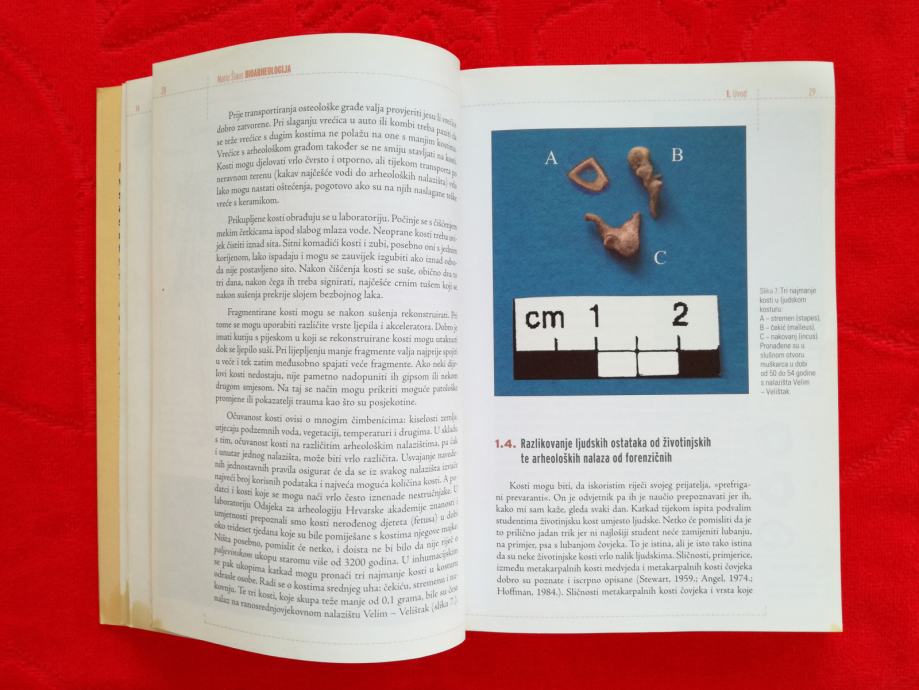 28
Mario Šlaus BIOARHEOLOGIJA
Prije transportiranja osteološke građe valja provjeriti jesu li vrećice
dobro zatvorene. Pri slaganju vrećica u auto ili kombi treba paziti da
se teže vrećice s dugim kostima ne polažu na one s manjim kostima.
Vrećice s arheološkom građom također se ne smiju stavljati na kosti.
Kosti mogu djelovati vrlo čvrsto i otporno, ali tijekom transporta po
neravnom terenu (kakav najčešće vodi do arheoloških nalazišta) vrlo
lako mogu nastati oštećenja, pogotovo ako su na njih naslagane teške
vreće s keramikom.
Prikupljene kosti obrađuju se u laboratoriju. Počinje se s čišćenjem
mekim četkicama ispod slabog mlaza vode. Neoprane kosti treba uvi-
jek čistiti iznad sita. Sitni komadići kosti i zubi, posebno oni s jednim
korijenom, lako ispadaju i mogu se zauvijek izgubiti ako iznad odvo-
da nije postavljeno sito. Nakon čišćenja kosti se suše, obično dva do
tri dana, nakon čega ih treba signirati, najčešće crnim tušem koji se
nakon sušenja prekrije slojem bezbojnog laka.
Fragmentirane kosti mogu se nakon sušenja rekonstruirati. Pri
tome se mogu uporabiti različite vrste ljepila i akceleratora. Dobro je
imati kutiju s pijeskom u koji se rekonstruirane kosti mogu utaknuti
dok se ljepilo suši. Pri lijepljenju manje fragmente valja najprije spojiti
u veće i tek zatim međusobno spajati veće fragmente. Ako neki dije-
lovi kosti nedostaju, nije pametno nadopuniti ih gipsom ili nekom
drugom smjesom. Na taj se način mogu prikriti moguće patološke
promjene ili pokazatelji trauma kao što su posjekotine.
Očuvanost kosti ovisi o mnogim čimbenicima: kiselosti zemlje,
utjecaju podzemnih voda, vegetaciji, temperaturi i drugima. U skladu
s tim, očuvanost kosti na različitim arheološkim nalazištima, pa čak
i unutar jednog nalazišta, može biti vrlo različita. Usvajanje navede-
nih jednostavnih pravila osigurat će da se iz svakog nalazišta izvuče
najveći broj korisnih podataka i najveća moguća količina kosti. A po-
datci i kosti koje se mogu naći vrlo često iznenade nestručnjake. U
laboratoriju Odsjeka za arheologiju Hrvatske akademije znanosti i
umjetnosti prepoznali smo kosti nerođenog djeteta (fetusa) u dobi
oko trideset tjedana koje su bile pomiješane s kostima njegove majke.
Ništa posebno, pomislit će netko, i doista ne bi bilo da nije riječ o
paljevinskom ukopu staromu više od 3200 godina. U inhumacijskim
se pak ukopima katkad mogu pronaći tri najmanje kosti u kosturu
odrasle osobe. Radi se o kostima srednjeg uha: čekiću, stremenu i na-
kovnju. Te tri kosti, koje skupa teže manje od 0.1 grama, bile su česti
nalaz na ranosrednjovjekovnom nalazištu Velim – Velištak (slika 7.).
1. Uvod
29
A
B
C
cm 1 2
Slika 7. Tri najmanje
kosti u ljudskom
kosturu:
A – stremen (stapes),
B – čekić (malleus),
C – nakovanj (incus).
Pronađene su u
slušnom otvoru
muškarca u dobi
od 50 do 54 godine
s nalazišta Velim
– Velištak.
1.4. Razlikovanje ljudskih ostataka od životinjskih
te arheoloških nalaza od forenzičnih
Kosti mogu biti, da iskoristim riječi svojeg prijatelja, »prefriga-
ni prevaranti«. On je odvjetnik pa ih je naučio prepoznavati jer ih,
kako mi sam kaže, gleda svaki dan. Katkad tijekom ispita podvalim
studentima životinjsku kost umjesto ljudske. Netko će pomisliti da je
to prilično jadan trik jer ni najlošiji student neće zamijeniti lubanju,
na primjer, psa s lubanjom čovjeka. To je istina, ali je isto tako istina
da su neke životinjske kosti vrlo nalik ljudskima. Sličnosti, primjerice,
između metakarpalnih kosti medvjeda i metakarpalnih kosti čovjeka
dobro su poznate i iscrpno opisane (Stewart, 1959.; Angel, 1974.;
Hoffman, 1984.). Sličnosti metakarpalnih kosti čovjeka i vrsta koje